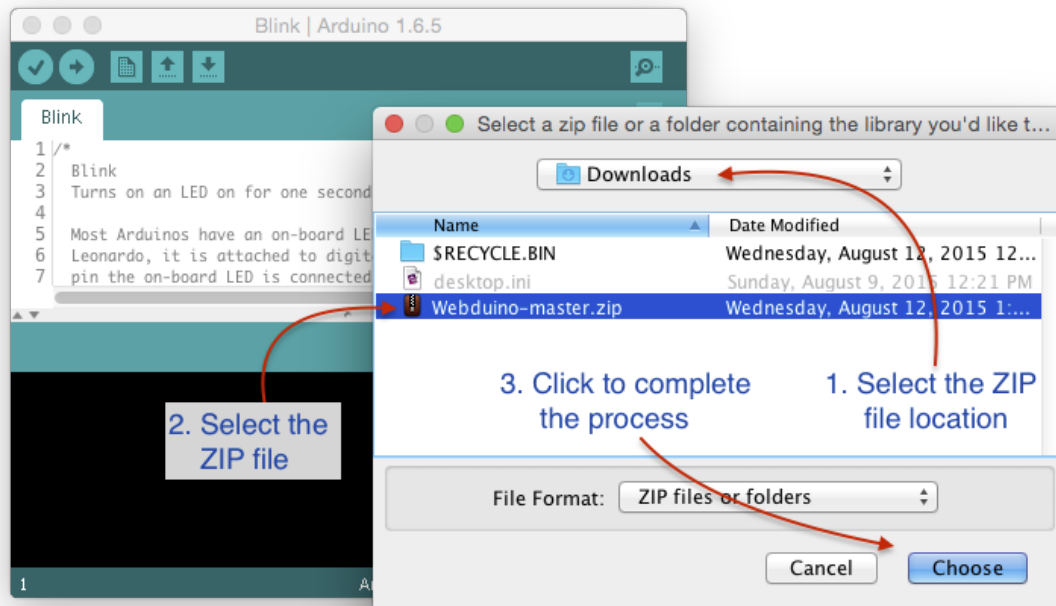 Blink | Arduino 1.6.5
Blink
1 /*
2 Blink
3 Turns on an LED on for one second
4
5 Most Arduinos have an on-board LE
6 Leonardo, it is attached to digit
7 pin the on-board LED is connected
1
Select a zip file or a folder containing the library you'd like t...
Downloads
Name Date Modified
$RECYCLE.BIN Wednesday, August 12, 2015 12...
desktop.ini Sunday, August 9, 2015 12:21 PM
Webduino-master.zip Wednesday, August 12, 2015 1:...
1. Select the ZIP
file location
2. Select the
ZIP file
3. Click to complete
the process
File Format: ZIP files or folders
Cancel Choose